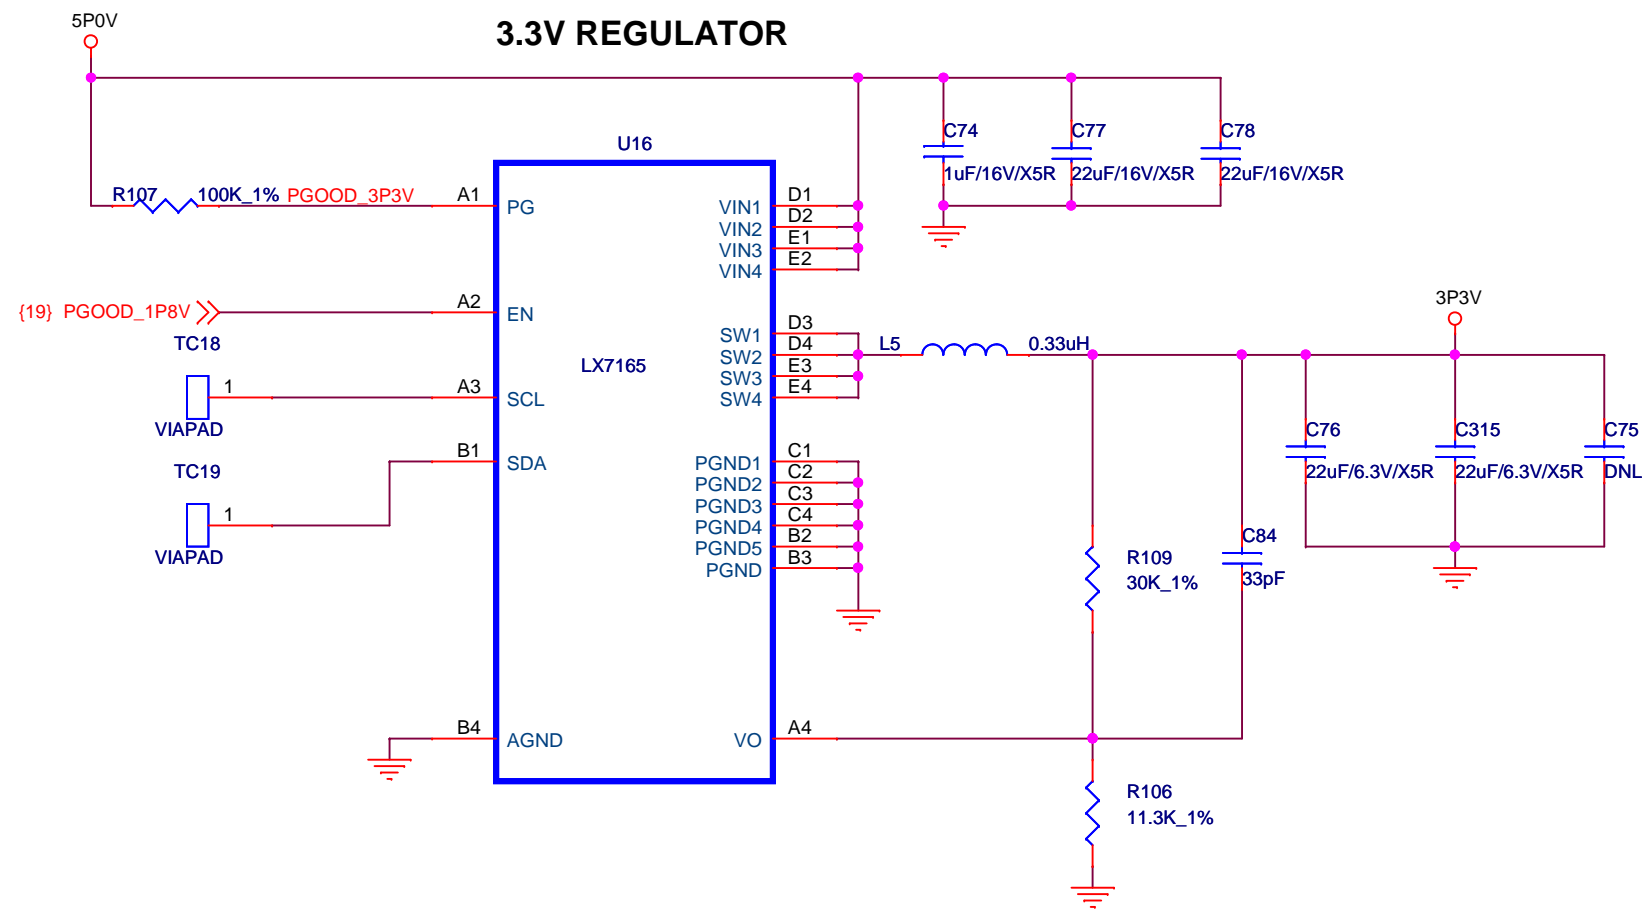 5P0V
3.3V REGULATOR
U16
C74
1uF/16V/X5R
C77
22uF/16V/X5R
C78
22uF/16V/X5R
R107
100K_1%
PGOOD_3P3V
A1
PG
VIN1
D1
VIN2
D2
VIN3
E1
VIN4
E2
{19} PGOOD_1P8V
A2
EN
TC18
1
VIAPAD
A3
SCL
LX7165
SW1
D3
SW2
D4
SW3
E3
SW4
E4
L5
0.33uH
3P3V
TC19
1
VIAPAD
B1
SDA
PGND1
C1
PGND2
C2
PGND3
C3
PGND4
C4
PGND5
B2
PGND
B3
C76
22uF/6.3V/X5R
C315
22uF/6.3V/X5R
C75
DNL
R109
30K_1%
C84
33pF
B4
AGND
VO
A4
R106
11.3K_1%